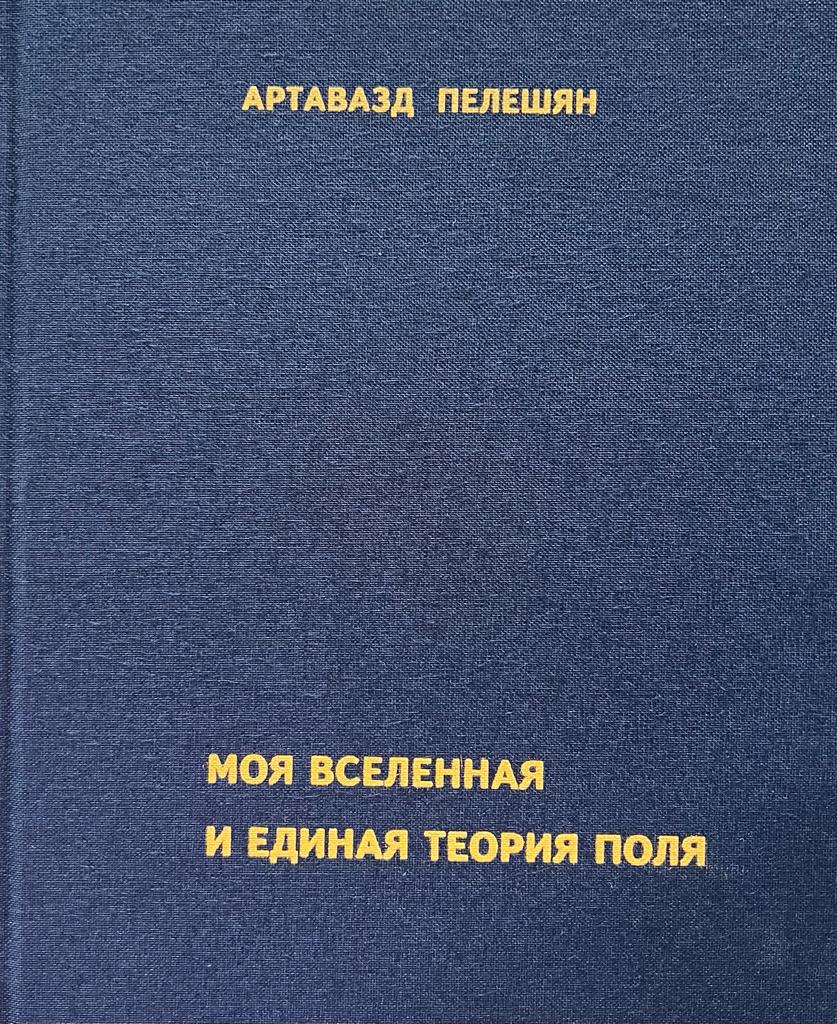 АРТАВАЗД ПЕЛЕШЯН
МОЯ ВСЕЛЕННАЯ
И ЕДИНАЯ ТЕОРИЯ ПОЛЯ